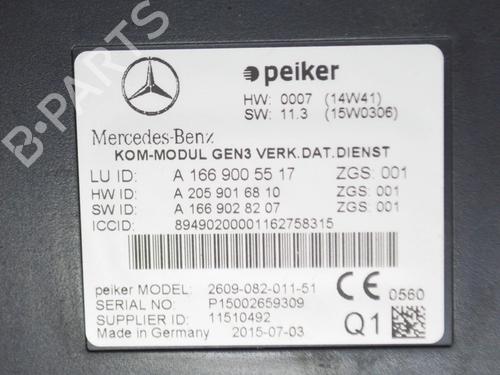 B-PARTS
peiker
HW: 0007 (14W41)
SW: 11.3 (15W0306)
Mercedes-Benz
KOM-MODUL GEN3 VERK.DAT.DIENST
LU ID: A 166 900 55 17 ZGS: 001
HW ID: A 205 901 68 10 ZGS: 001
SW ID: A 166 902 82 07 ZGS: 001
ICCID: 89490200001162758315
peiker MODEL: 2609-082-011-51
SERIAL NO: P15002659309
SUPPLIER ID: 11510492
Made in Germany 2015-07-03
CE 0560
Q1